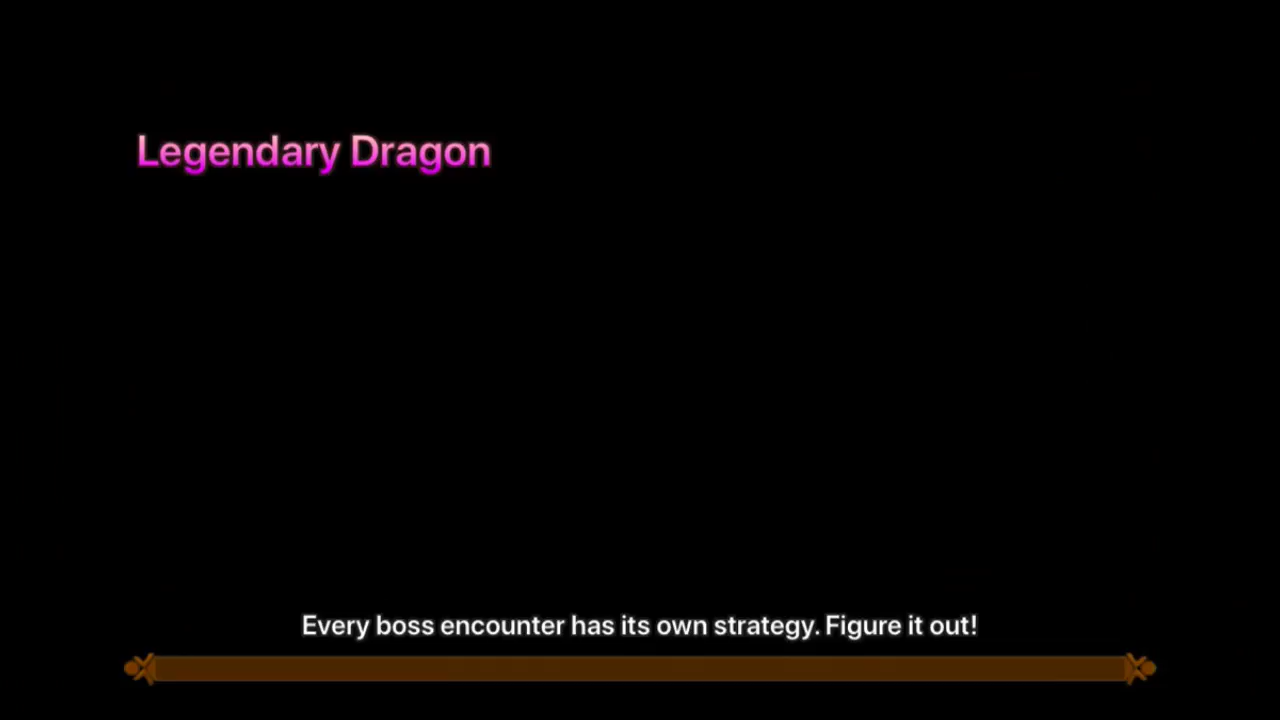 Legendary Dragon
Every boss encounter has its own strategy. Figure it out!